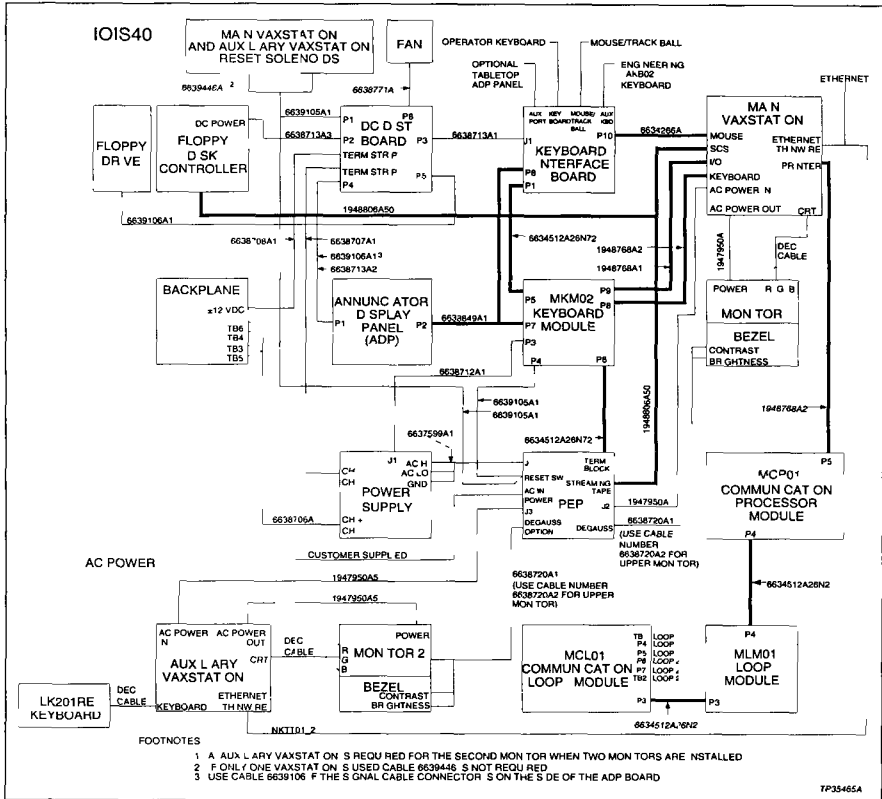 IOIS40
MA N VAXSTAT ON
AND AUX L ARY VAXSTAT ON
RESET SOLENO DS
FAN
OPERATOR KEYBOARD
MOUSE/TRACK BALL
OPTIONAL
TABLETOP
ADP PANEL
ENG NEER NG
AKB02
KEYBOARD
ETHERNET
6639446A 2
6638771A
6639105A1
6638713A3
DC POWER
FLOPPY
DR VE
FLOPPY
D SK
CONTROLLER
P1
P2
P6
DC D ST
BOARD
P3
TERM STR P
TERM STR P
P4
P5
6638713A1
AUX
PORT
KEY
BOARD
MOUSE/
TRACK
BALL
AUX
KBD
J1
P10
KEYBOARD
NTERFACE
BOARD
P8
P1
6634266A
MA N
VAXSTAT ON
MOUSE
SCS
I/O
KEYBOARD
AC POWER N
AC POWER OUT
ETHERNET
TH NW RE
PR NTER
CRT
1948806A50
6639106A1
6638708A1
6638707A1
6639106A1 3
6638713A2
6634512A26N72
1948768A2
1948768A1
1947950A
DEC
CABLE
BACKPLANE
±12 VDC
TB6
TB4
TB3
TB5
ANNUNC ATOR
D SPLAY
PANEL
(ADP)
P1
P2
6633849A1
P5
P7
P3
P4
P9
P8
P6
MKM02
KEYBOARD
MODULE
POWER
R G B
MON TOR
BEZEL
CONTRAST
BR GHTNESS
6638712A1
6639105A1
6639105A1
6637599A1
6634512A26N72
1948806A50
1948768A2
J1
AC H
AC LO
GND
CH
CH
POWER
SUPPLY
CH +
CH
6638706A
J
TERM
BLOCK
RESET SW
STREAM NG
TAPE
AC IN
POWER
J3
PEP
J2
DEGAUSS
OPTION
DEGAUSS
1947950A
6638720A1
(USE CABLE
NUMBER
6638720A2 FOR
UPPER MON TOR)
P5
MCP01
COMMUN CAT ON
PROCESSOR
MODULE
P4
6634512A26N2
CUSTOMER SUPPL ED
AC POWER
1947950A5
1947950A5
6638720A1
(USE CABLE NUMBER
6638720A2 FOR UPPER
MON TOR)
AC POWER
N
AC POWER
OUT
CRT
AUX L ARY
VAXSTAT ON
ETHERNET
KEYBOARD
TH NW RE
DEC
CABLE
POWER
R
G
B
MON TOR 2
BEZEL
CONTRAST
BR GHTNESS
LK201RE
KEYBOARD
DEC
CABLE
NKTT01_2
MCL01
COMMUN CAT ON
LOOP MODULE
TB LOOP
P4 LOOP
P5 LOOP
P6 LOOP
P7 LOOP
TB2 LOOP
P3
P4
MLM01
LOOP
MODULE
P3
6634512A26N2
FOOTNOTES
1 A AUX L ARY VAXSTAT ON S REQU RED FOR THE SECOND MON TOR WHEN TWO MON TORS ARE NSTALLED
2 F ONLY ONE VAXSTAT ON S USED CABLE 6639446 S NOT REQU RED
3 USE CABLE 6639106 F THE S GNAL CABLE CONNECTOR S ON THE S DE OF THE ADP BOARD
TP35465A